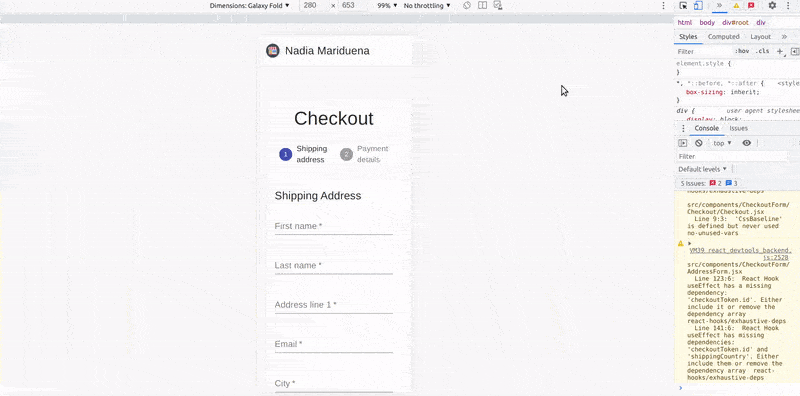 Dimensions: Galaxy Fold ▼ 280 × 653 99% ▼ No throttling ▼
Nadia Mariduena
Checkout
1 Shipping address
2 Payment details
Shipping Address
First name *
Last name *
Address line 1 *
Email *
City *
html body div#root div
Styles Computed Layout
Filter :hov .cls
element.style {
}
*, *::before, *::after { <style
box-sizing: inherit;
}
div { user agent styleshee
display: block;
Console Issues
top ▼
Filter
Default levels ▼
5 Issues: 2 3
hooks/exhaustive-deps
src/components/CheckoutForm/
Checkout/Checkout.jsx
Line 9:3: 'CssBaseline'
is defined but never used
no-unused-vars
VM39 react_devtools_backend.
js:2528
src/components/CheckoutForm/
AddressForm.jsx
Line 123:6: React Hook
useEffect has a missing
dependency:
'checkoutToken.id'. Either
include it or remove the
dependency array
react-hooks/exhaustive-deps
Line 141:6: React Hook
useEffect has missing
dependencies:
'checkoutToken.id' and
'shippingCountry'. Either
include them or remove the
dependency array react-
hooks/exhaustive-deps